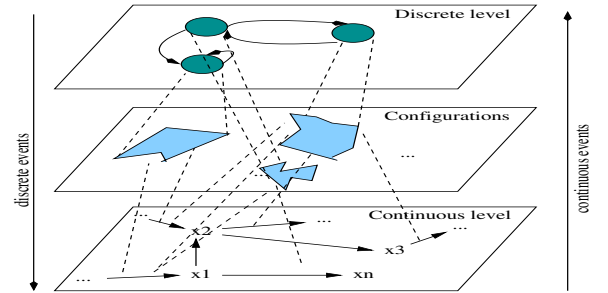 Discrete level
discrete events
continuous events
Configurations
...
...
Continuous level
...
...
...
x2
x3
...
x1
xn